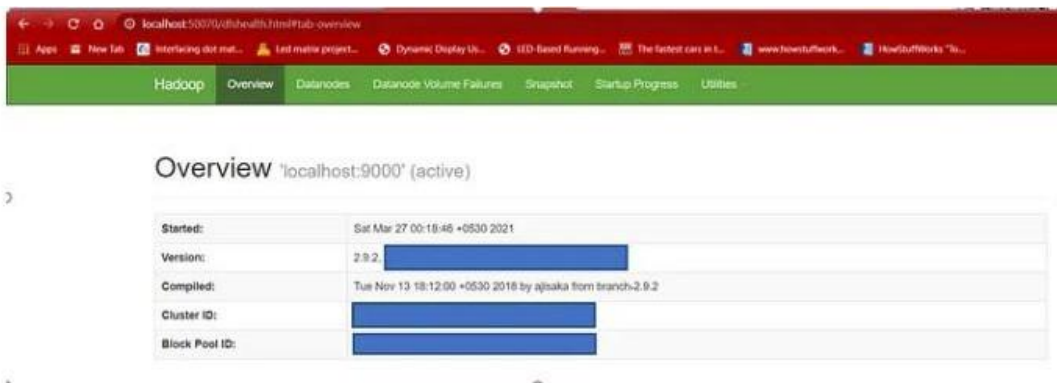 localhost:50070/dfshealth.html#tab-overview
Apps New Tab Interfacing dot mat... Led matrix project... Dynamic Display Us... LED-Based Running... The fastest cars in t... www.howstuffwork... HowStuffWorks "Is...
Hadoop Overview Datanodes Datanode Volume Failures Snapshot Startup Progress Utilities
Overview 'localhost:9000' (active)
Started: Sat Mar 27 00:18:46 +0530 2021
Version: 2.9.2,
Compiled: Tue Nov 13 18:12:00 +0530 2018 by ajisaka from branch-2.9.2
Cluster ID:
Block Pool ID: